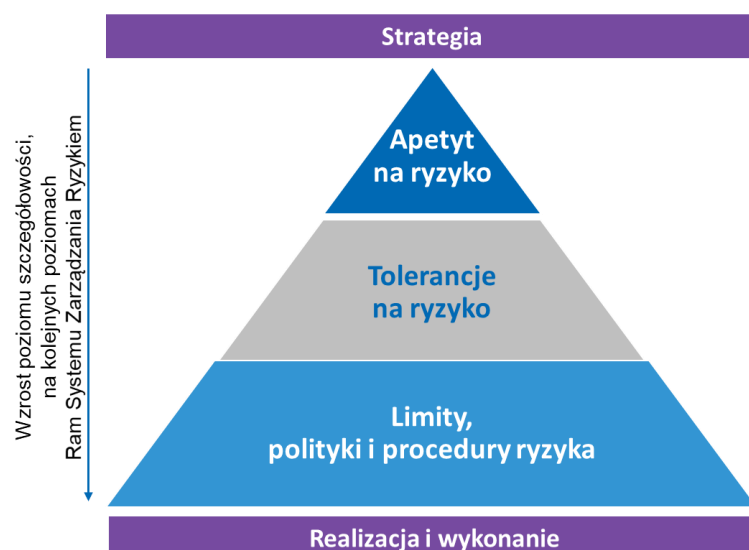 Strategia
Wzrost poziomu szczegółowości,
na kolejnych poziomach
Ram Systemu Zarządzania Ryzykiem
Apetyt
na ryzyko
Tolerancje
na ryzyko
Limity,
polityki i procedury ryzyka
Realizacja i wykonanie